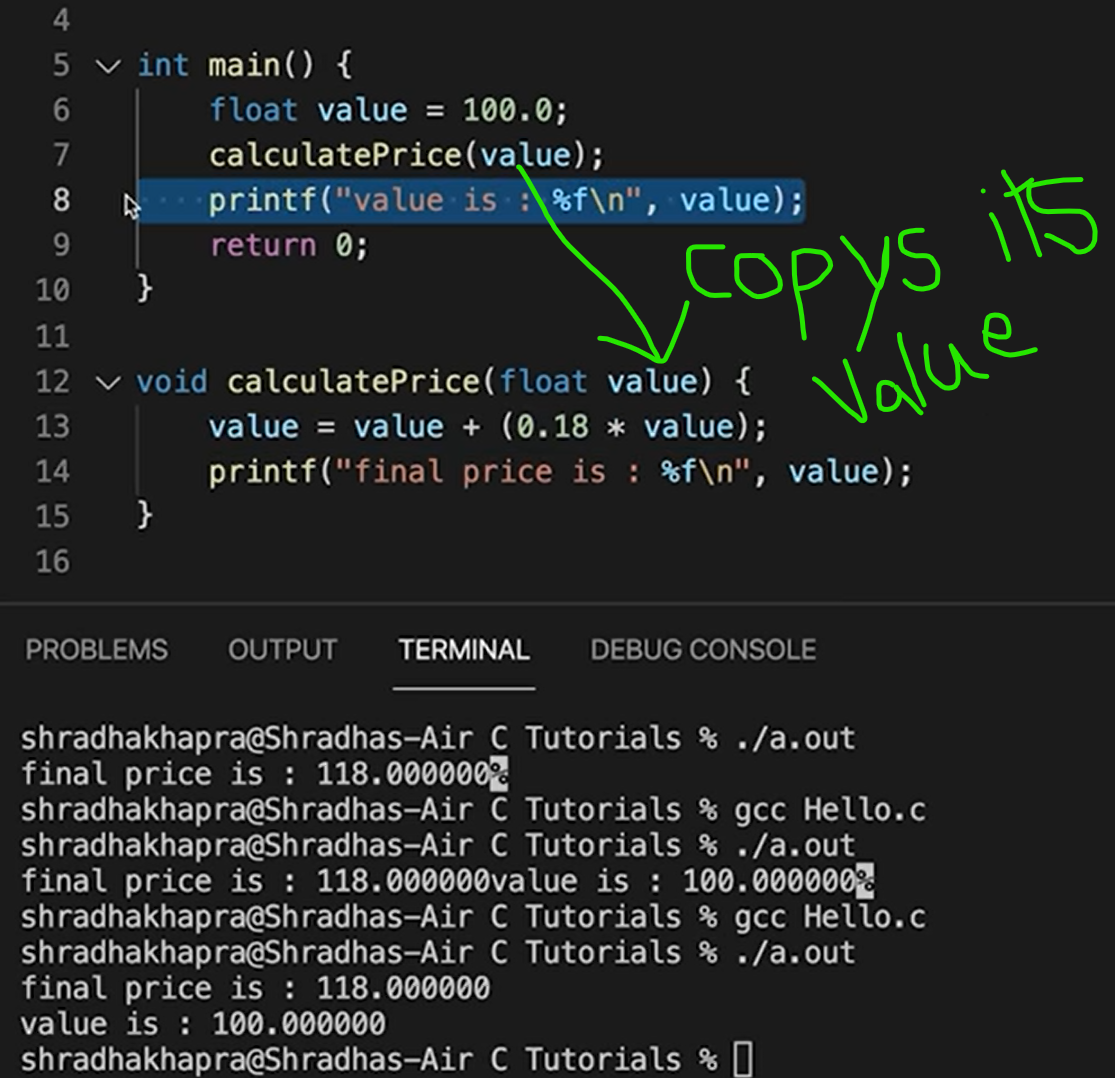 4
5 int main() {
6 float value = 100.0;
7 calculatePrice(value);
8 printf("value is : %f\n", value);
9 return 0;
10 }
11
12 void calculatePrice(float value) {
13 value = value + (0.18 * value);
14 printf("final price is : %f\n", value);
15 }
16
copys its
value
PROBLEMS OUTPUT TERMINAL DEBUG CONSOLE
shradhakhapra@Shradhas-Air C Tutorials % ./a.out
final price is : 118.000000%
shradhakhapra@Shradhas-Air C Tutorials % gcc Hello.c
shradhakhapra@Shradhas-Air C Tutorials % ./a.out
final price is : 118.000000value is : 100.000000%
shradhakhapra@Shradhas-Air C Tutorials % gcc Hello.c
shradhakhapra@Shradhas-Air C Tutorials % ./a.out
final price is : 118.000000
value is : 100.000000
shradhakhapra@Shradhas-Air C Tutorials %